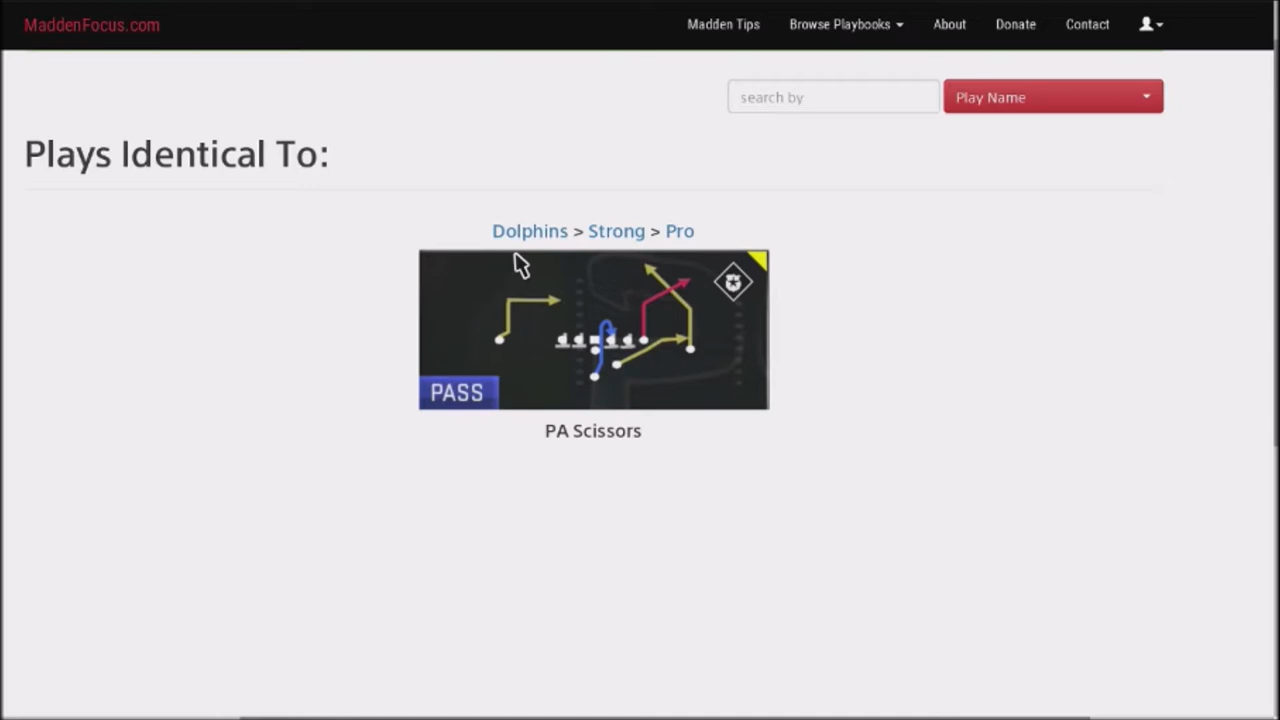 MaddenFocus.com
Madden Tips
Browse Playbooks
About
Donate
Contact
search by
Play Name
Plays Identical To:
Dolphins > Strong > Pro
PASS
PA Scissors